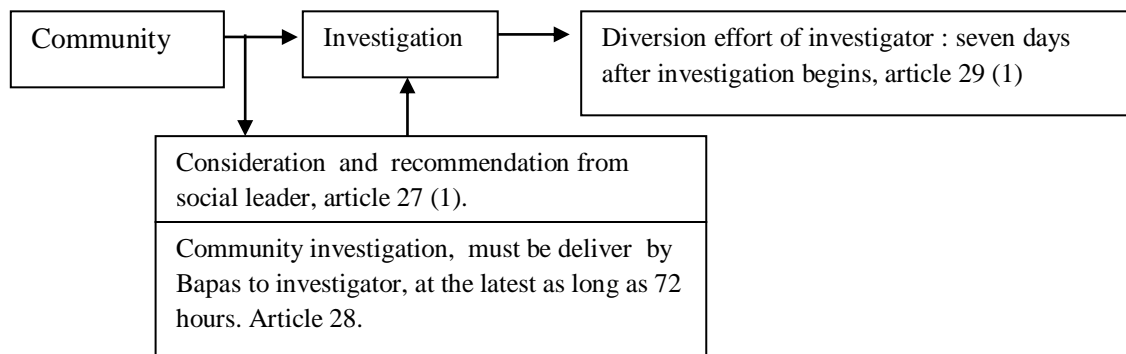 Community
Investigation
Diversion effort of investigator : seven days
after investigation begins, article 29 (1)
Consideration and recommendation from
social leader, article 27 (1).
Community investigation, must be deliver by
Bapas to investigator, at the latest as long as 72
hours. Article 28.